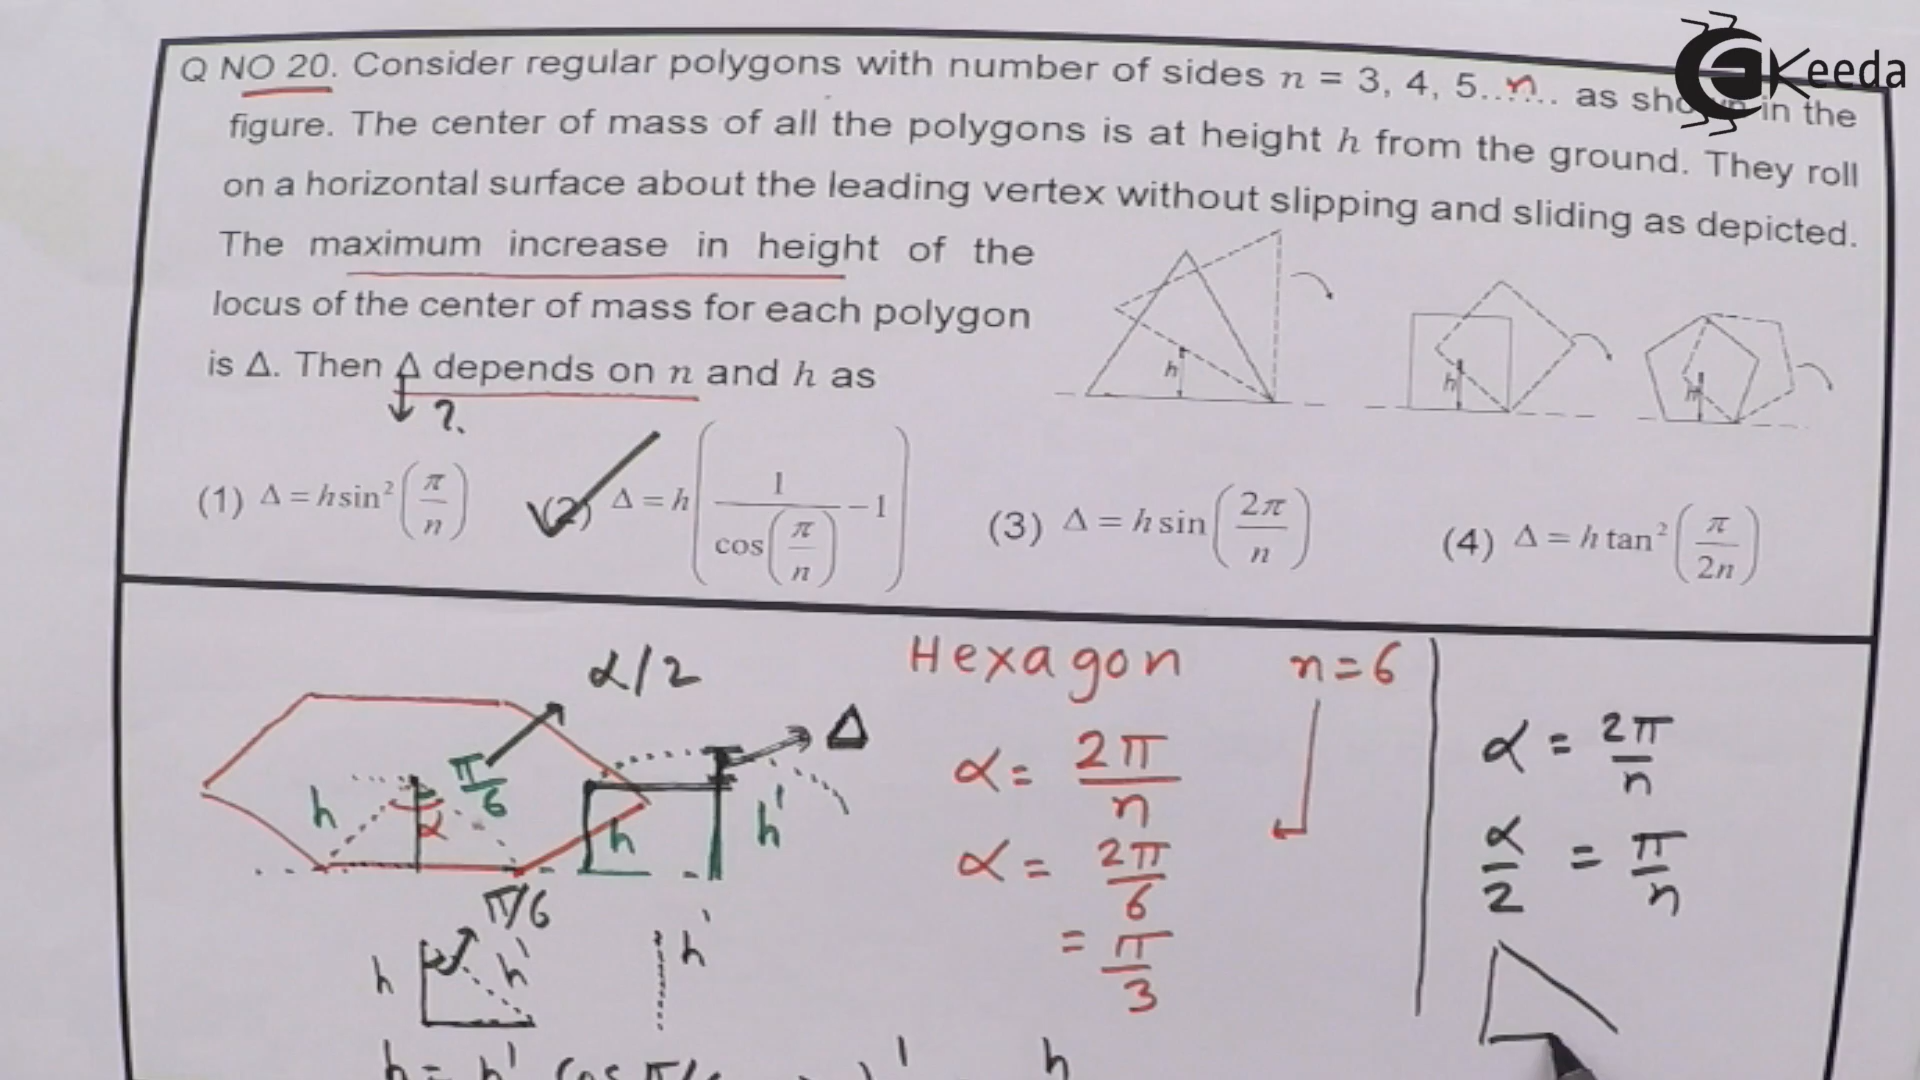 Keeda
Q NO 20. Consider regular polygons with number of sides n = 3, 4, 5...n... as shown in the
figure. The center of mass of all the polygons is at height h from the ground. They roll
on a horizontal surface about the leading vertex without slipping and sliding as depicted.
The maximum increase in height of the
locus of the center of mass for each polygon
is Δ. Then Δ depends on n and h as
?
h
h
h
(1) Δ = h sin² (π/n)
(2) Δ = h (1/cos(π/n) − 1)
(3) Δ = h sin (2π/n)
(4) Δ = h tan² (π/2n)
Hexagon n = 6
α/2
Δ
π/6
h
α
h
h'
α = 2π/n
α = 2π/6
= π/3
α = 2π/n
α/2 = π/n
π/6
h
h'
h'
h = h' cos π/
h